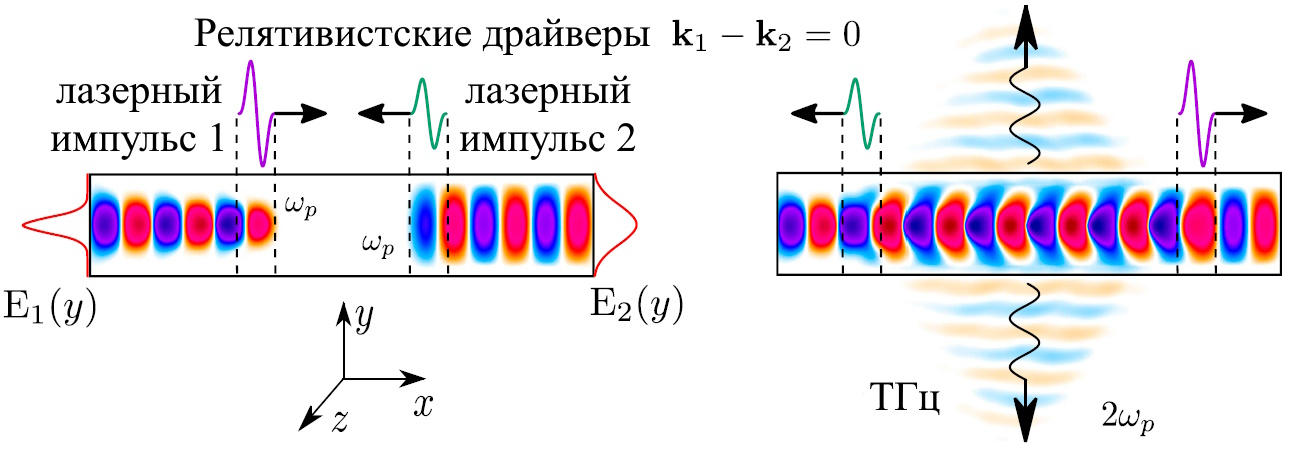 Релятивистские драйверы k₁ − k₂ = 0
лазерный
импульс 1
лазерный
импульс 2
ωₚ
ωₚ
E₁(y)
E₂(y)
y
x
z
ТГц
2ωₚ